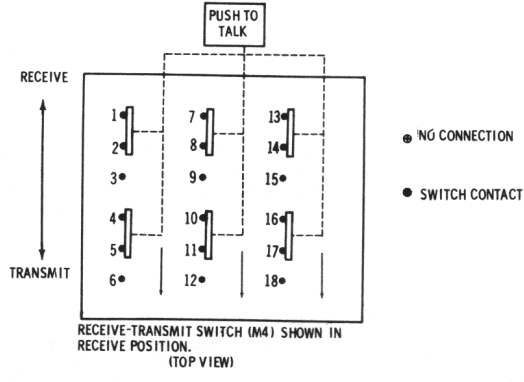 PUSH TO
TALK
RECEIVE
1
7
13
2
8
14
NO CONNECTION
3
9
15
SWITCH CONTACT
4
10
16
5
11
17
TRANSMIT
6
12
18
RECEIVE-TRANSMIT SWITCH (M4) SHOWN IN
RECEIVE POSITION.
(TOP VIEW)